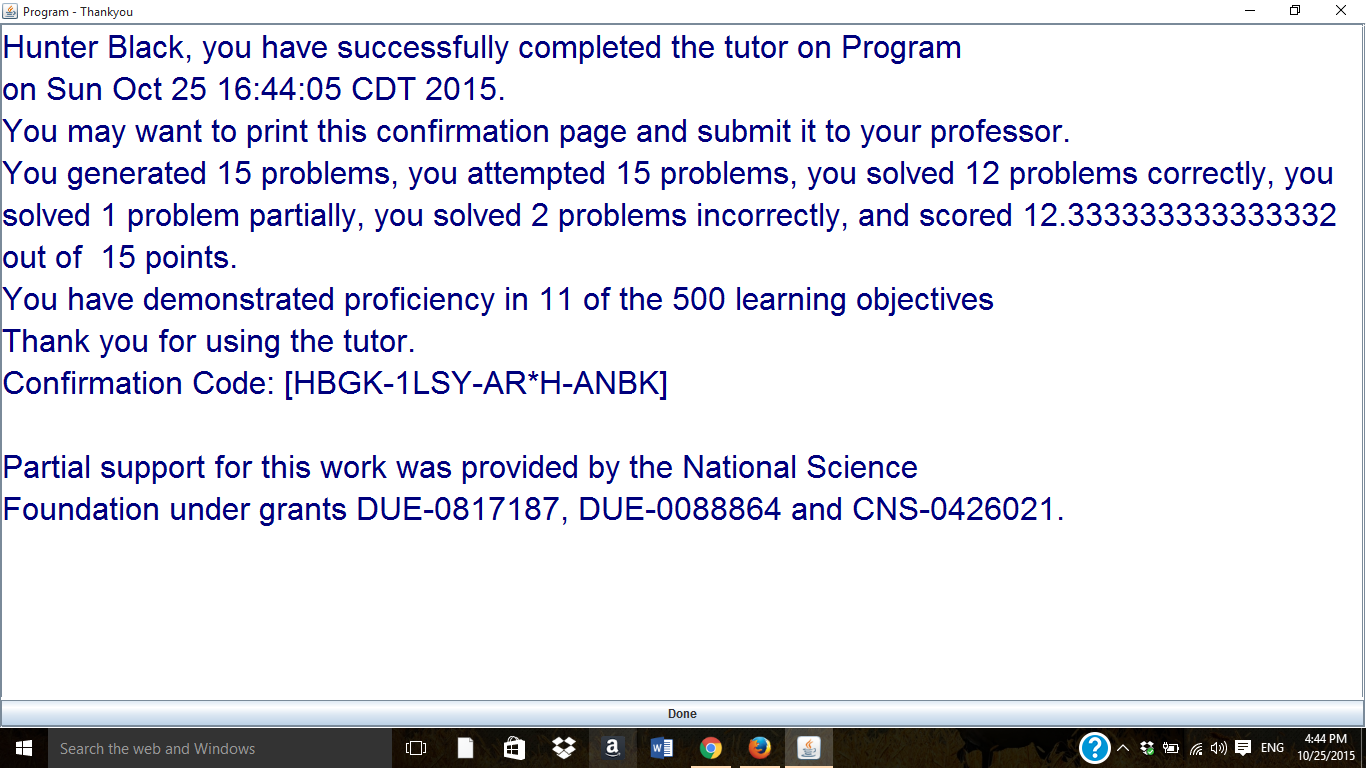 Program - Thankyou
Hunter Black, you have successfully completed the tutor on Program
on Sun Oct 25 16:44:05 CDT 2015.
You may want to print this confirmation page and submit it to your professor.
You generated 15 problems, you attempted 15 problems, you solved 12 problems correctly, you
solved 1 problem partially, you solved 2 problems incorrectly, and scored 12.333333333333332
out of  15 points.
You have demonstrated proficiency in 11 of the 500 learning objectives
Thank you for using the tutor.
Confirmation Code: [HBGK-1LSY-AR*H-ANBK]
Partial support for this work was provided by the National Science
Foundation under grants DUE-0817187, DUE-0088864 and CNS-0426021.
Done
Search the web and Windows
ENG
4:44 PM
10/25/2015